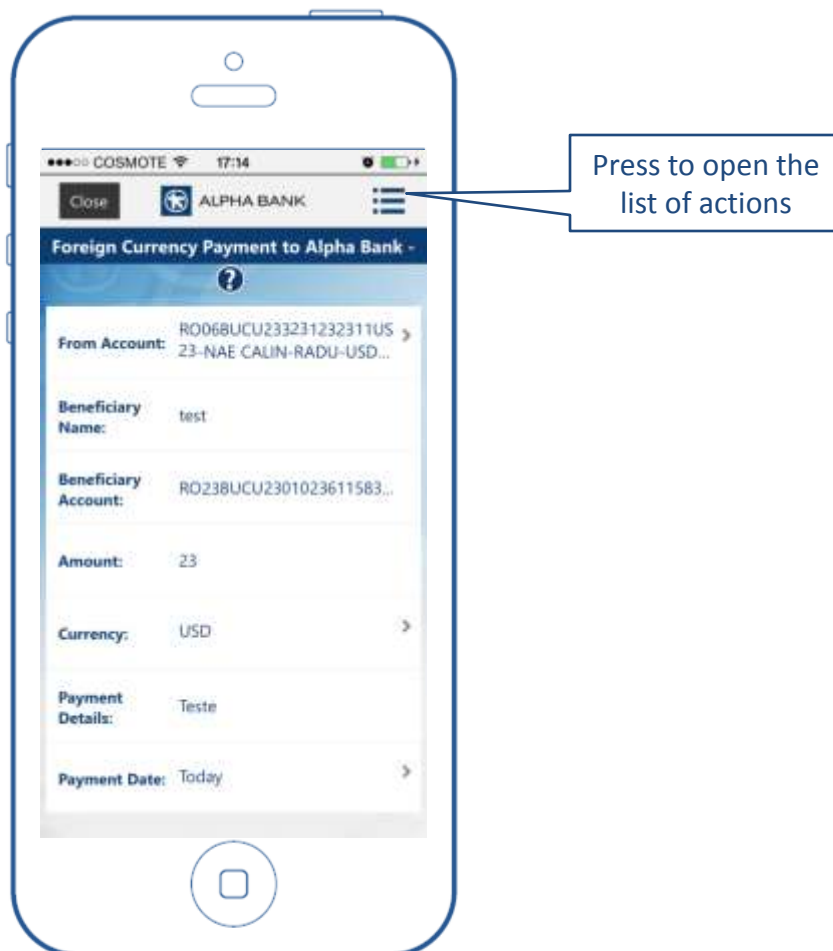 COSMOTE 17:14
Close ALPHA BANK
Press to open the
list of actions
Foreign Currency Payment to Alpha Bank -
?
From Account: RO06BUCU233231232311US
23-NAE CALIN-RADU-USD...
Beneficiary
Name: test
Beneficiary
Account: RO23BUCU2301023611583...
Amount: 23
Currency: USD
Payment
Details: Teste
Payment Date: Today